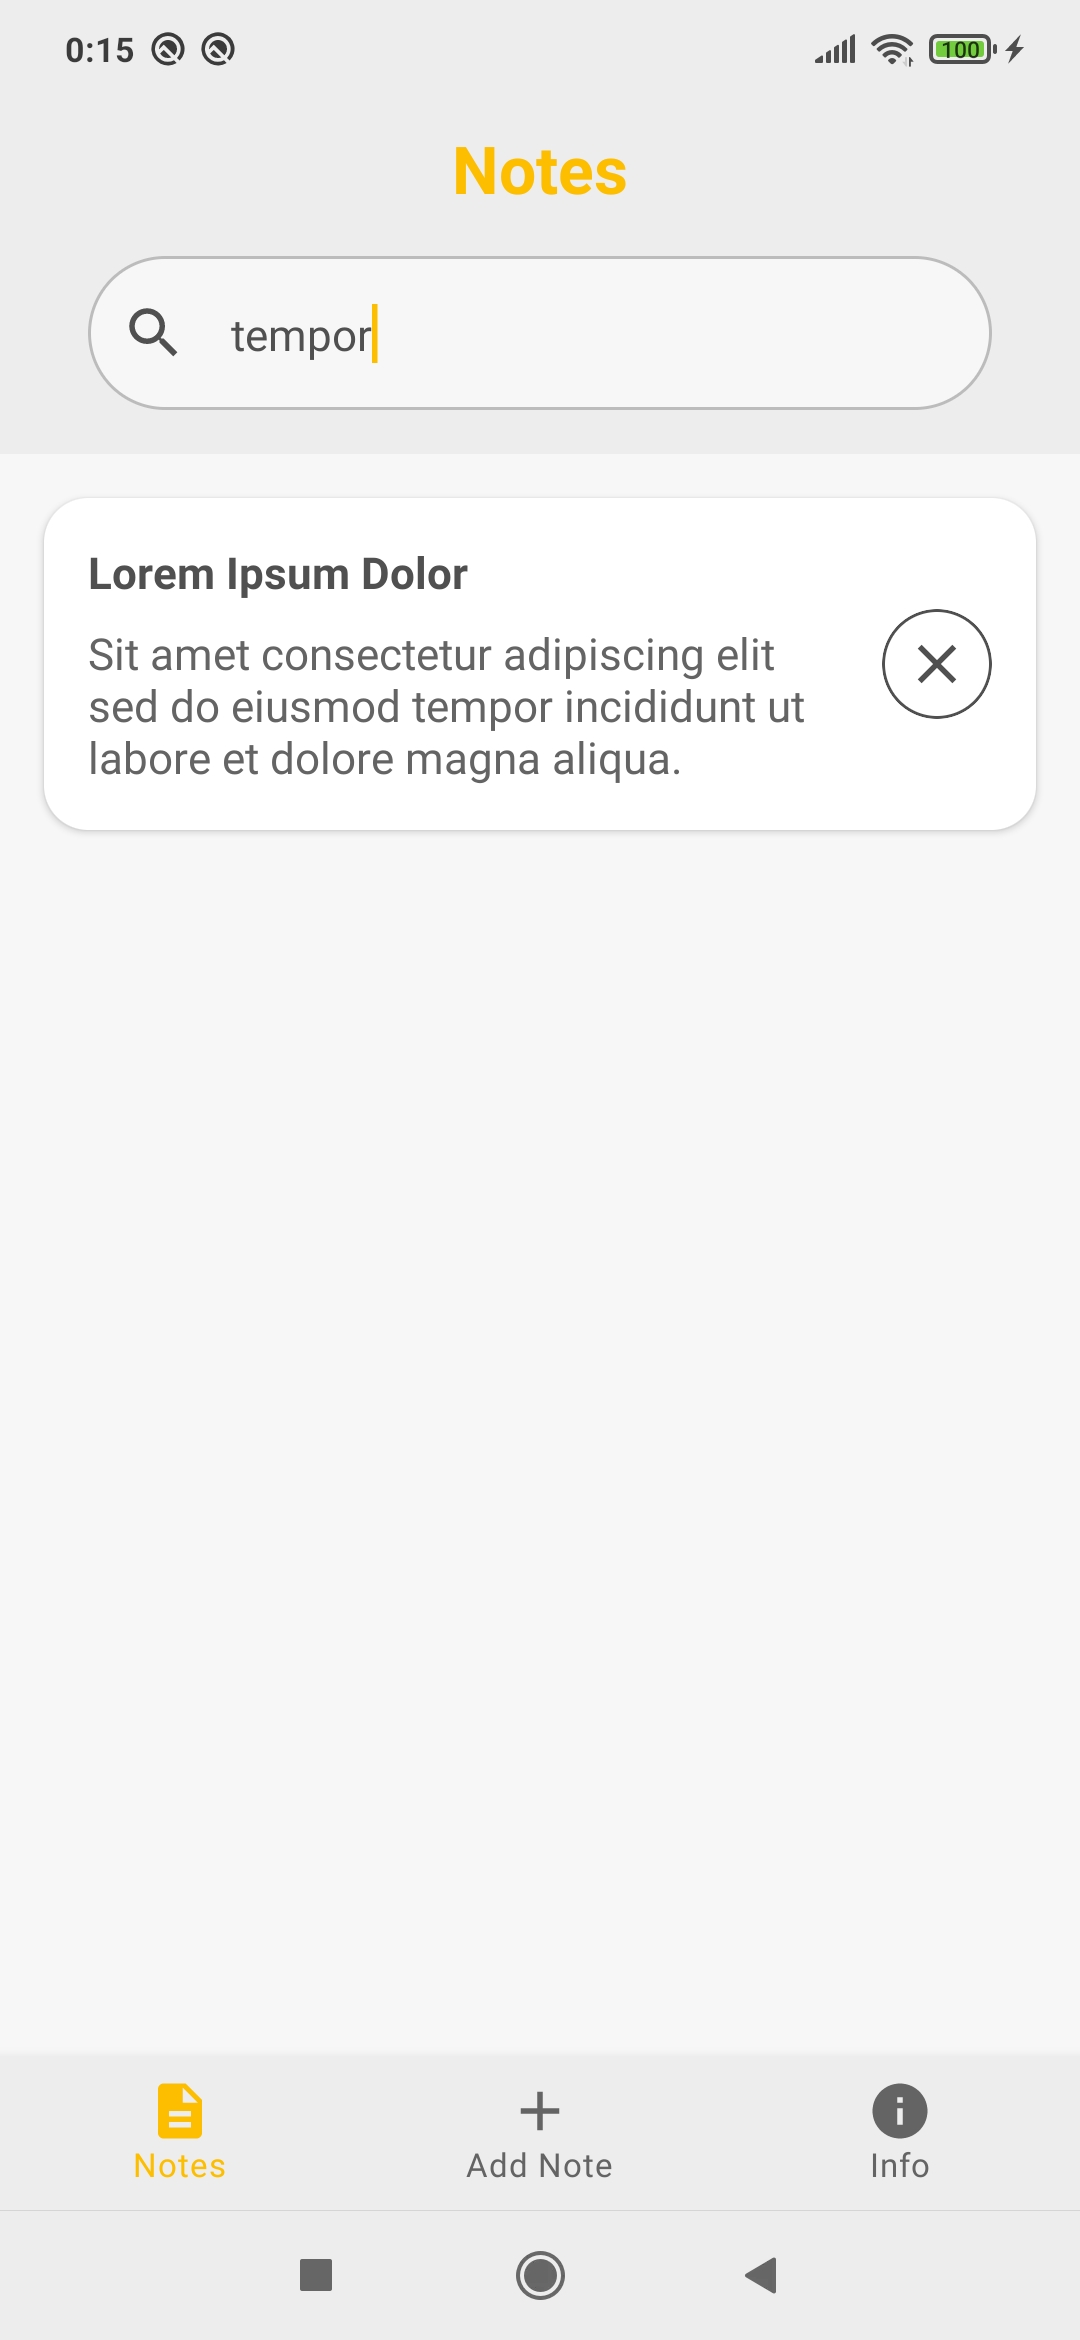 0:15
100
Notes
tempor
Lorem Ipsum Dolor
Sit amet consectetur adipiscing elit
sed do eiusmod tempor incididunt ut
labore et dolore magna aliqua.
Notes
Add Note
Info